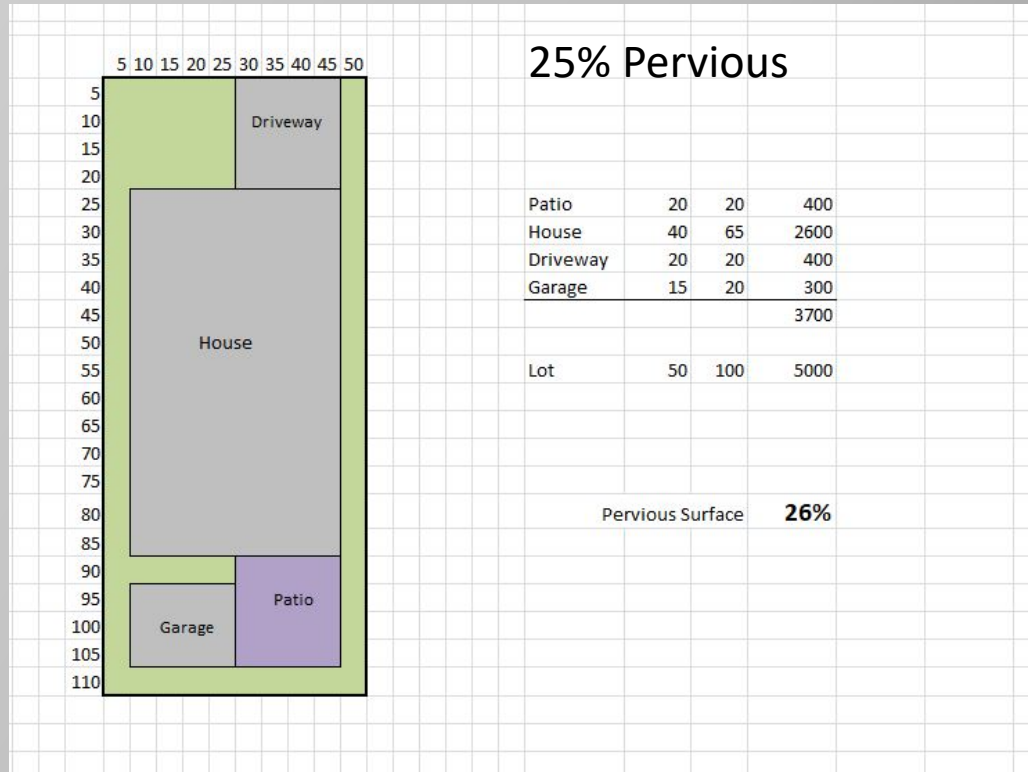 25% Pervious
5 10 15 20 25 30 35 40 45 50
5
10 Driveway
15
20
25
30
35
40
45
50 House
55
60
65
70
75
80
85
90
95 Patio
100 Garage
105
110
Patio 20 20 400
House 40 65 2600
Driveway 20 20 400
Garage 15 20 300
3700
Lot 50 100 5000
Pervious Surface 26%